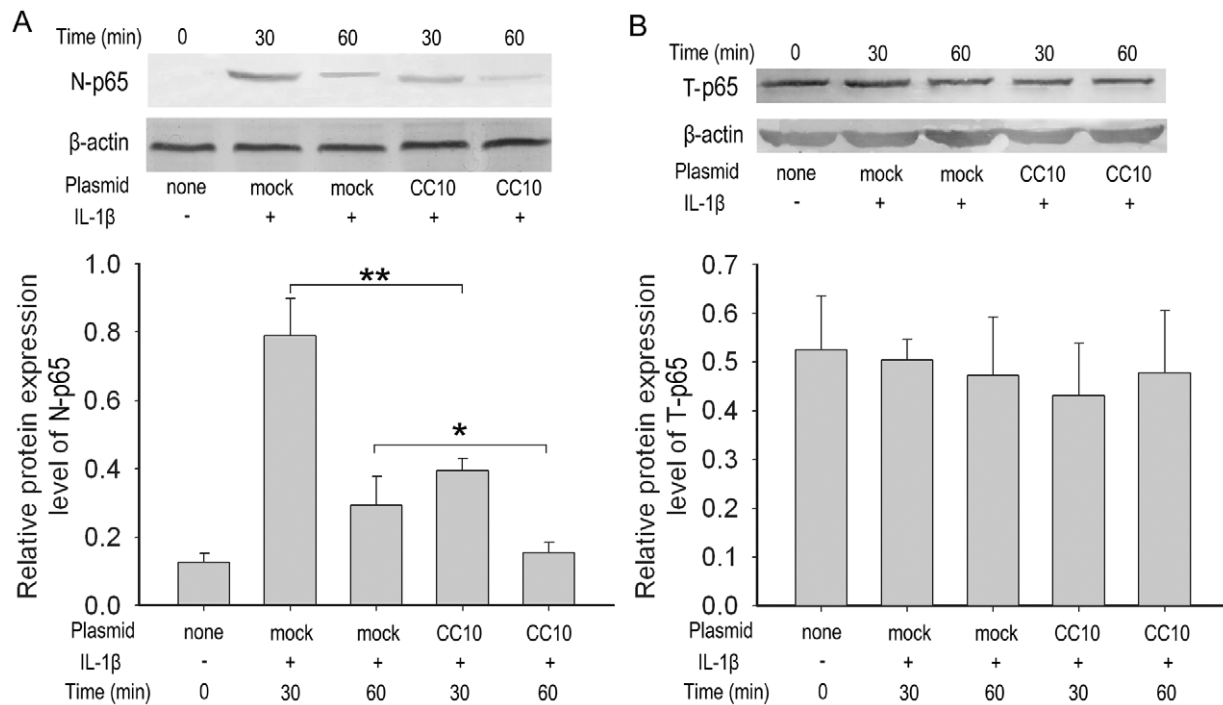 A
Time (min) 0 30 60 30 60
N-p65
β-actin
Plasmid none mock mock CC10 CC10
IL-1β - + + + +
Relative protein expression
level of N-p65
1.0
0.8
0.6
0.4
0.2
0.0
**
*
Plasmid none mock mock CC10 CC10
IL-1β - + + + +
Time (min) 0 30 60 30 60
B
Time (min) 0 30 60 30 60
T-p65
β-actin
Plasmid none mock mock CC10 CC10
IL-1β - + + + +
Relative protein expression
level of T-p65
0.7
0.6
0.5
0.4
0.3
0.2
0.1
0.0
Plasmid none mock mock CC10 CC10
IL-1β - + + + +
Time (min) 0 30 60 30 60